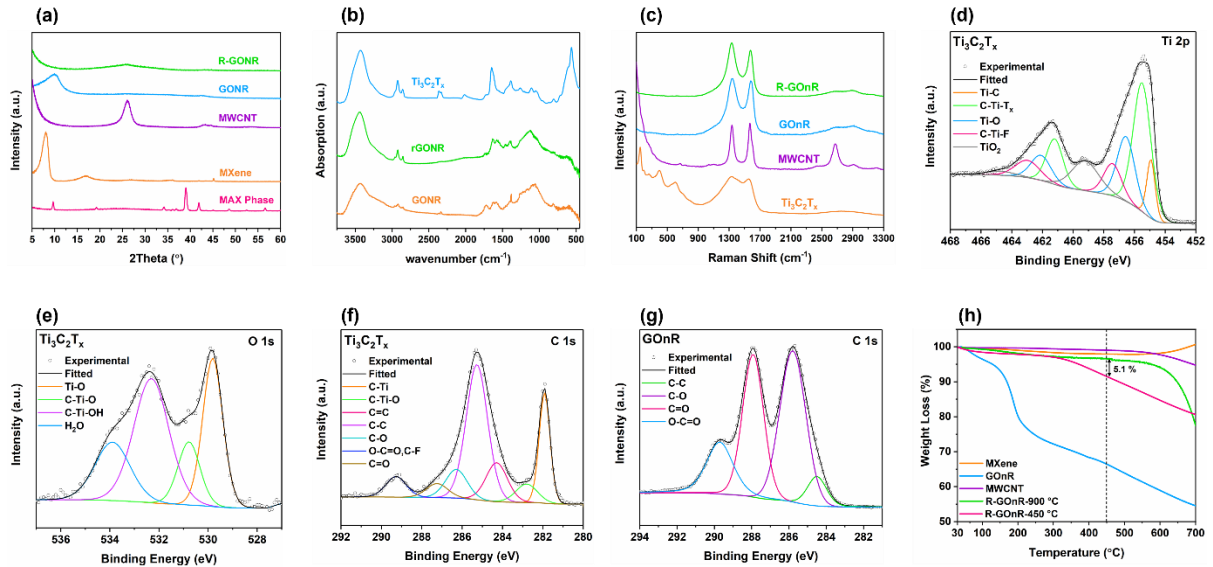 (a)
R-GONR
GONR
MWCNT
MXene
MAX Phase
Intensity (a.u.)
5 10 15 20 25 30 35 40 45 50 55 60
2Theta (°)
(b)
Ti3C2Tx
rGONR
GONR
Absorption (a.u.)
3500 3000 2500 2000 1500 1000 500
wavenumber (cm-1)
(c)
R-GOnR
GOnR
MWCNT
Ti3C2Tx
Intensity (a.u.)
100 500 900 1300 1700 2100 2500 2900 3300
Raman Shift (cm-1)
(d)
Ti3C2Tx
Ti 2p
Experimental
Fitted
Ti-C
C-Ti-Tx
Ti-O
C-Ti-F
TiO2
Intensity (a.u.)
468 466 464 462 460 458 456 454 452
Binding Energy (eV)
(e)
Ti3C2Tx
O 1s
Experimental
Fitted
Ti-O
C-Ti-O
C-Ti-OH
H2O
Intensity (a.u.)
536 534 532 530 528
Binding Energy (eV)
(f)
Ti3C2Tx
C 1s
Experimental
Fitted
C-Ti
C-Ti-O
C=C
C-C
C-O
O-C=O,C-F
C=O
Intensity (a.u.)
292 290 288 286 284 282 280
Binding Energy (eV)
(g)
GOnR
C 1s
Experimental
Fitted
C-C
C-O
C=O
O-C=O
Intensity (a.u.)
294 292 290 288 286 284 282 281
Binding Energy (eV)
(h)
5.1 %
MXene
GOnR
MWCNT
R-GOnR-900 °C
R-GOnR-450 °C
Weight Loss (%)
100
90
80
70
60
50
30 100 200 300 400 500 600 700
Temperature (°C)